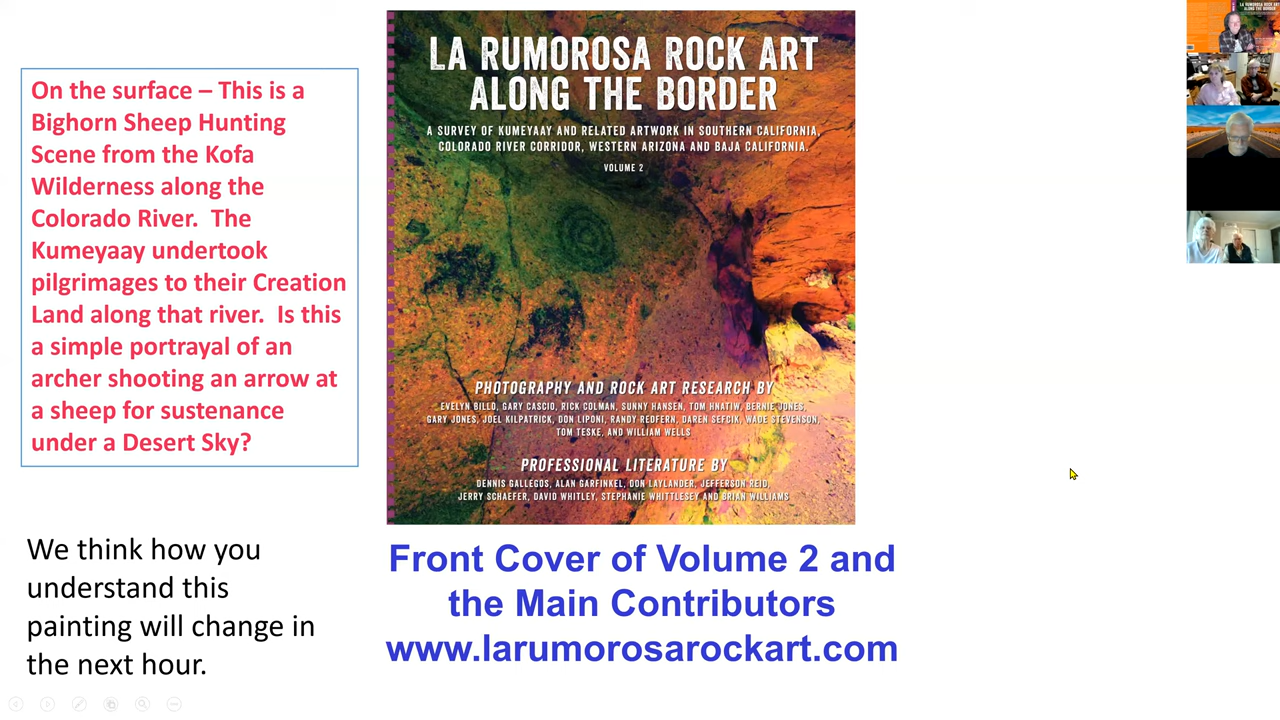 On the surface – This is a
Bighorn Sheep Hunting
Scene from the Kofa
Wilderness along the
Colorado River. The
Kumeyaay undertook
pilgrimages to their Creation
Land along that river. Is this
a simple portrayal of an
archer shooting an arrow at
a sheep for sustenance
under a Desert Sky?
We think how you
understand this
painting will change in
the next hour.
LA RUMOROSA ROCK ART
ALONG THE BORDER
A SURVEY OF KUMEYAAY AND RELATED ARTWORK IN SOUTHERN CALIFORNIA,
COLORADO RIVER CORRIDOR, WESTERN ARIZONA AND BAJA CALIFORNIA.
VOLUME 2
PHOTOGRAPHY AND ROCK ART RESEARCH BY
EVELYN BILLO, GARY CASCIO, RICK COLMAN, SUNNY HANSEN, TOM HNATIW, BERNIE JONES,
GARY JONES, JOEL KILPATRICK, DON LIPONI, RANDY REDFERN, DAREN SEFCIK, WADE STEVENSON,
TOM TESKE, AND WILLIAM WELLS
PROFESSIONAL LITERATURE BY
DENNIS GALLEGOS, ALAN GARFINKEL, DON LAYLANDER, JEFFERSON REID,
JERRY SCHAEFER, DAVID WHITLEY, STEPHANIE WHITTLESEY AND BRIAN WILLIAMS
Front Cover of Volume 2 and
the Main Contributors
www.larumorosarockart.com
LA RUMOROSA ROCK ART
ALONG THE BORDER